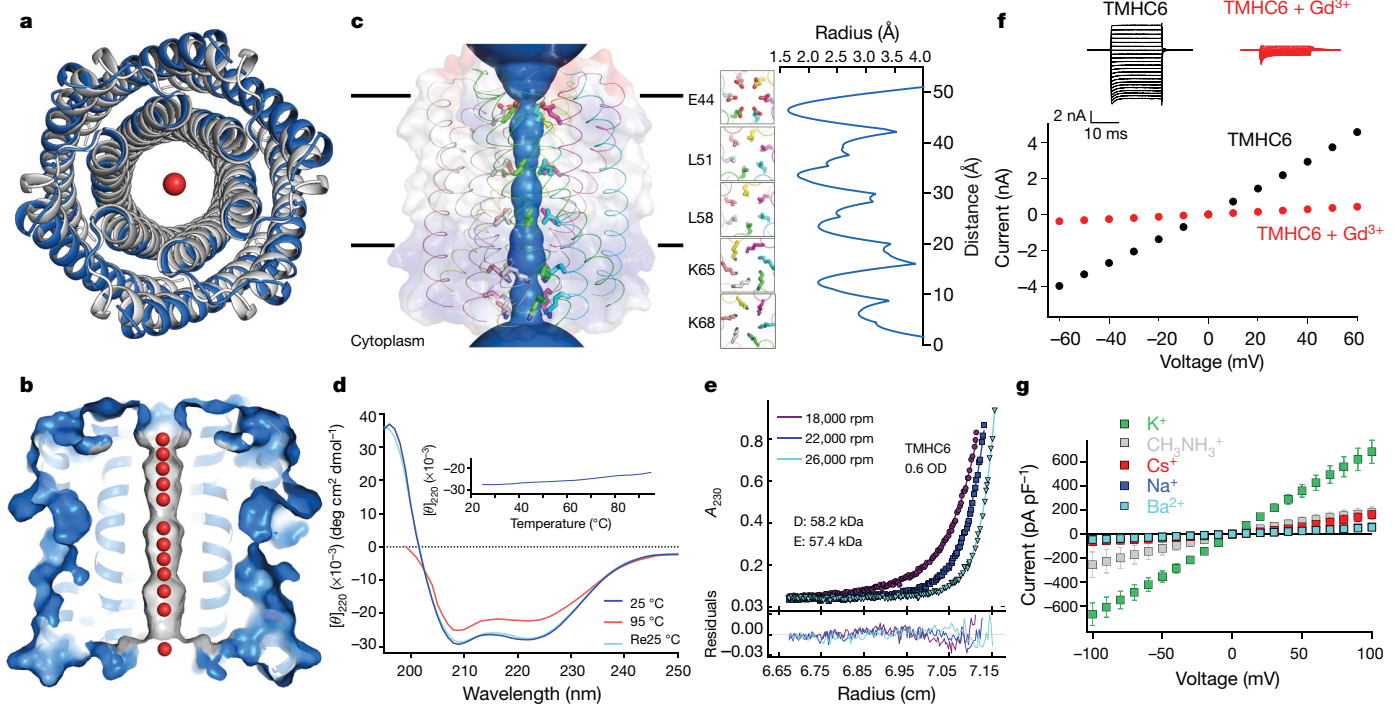 a
c
Radius (Å)
1.5 2.0 2.5 3.0 3.5 4.0
E44
L51
L58
K65
K68
Cytoplasm
50
40
30
20
10
0
Distance (Å)
f
TMHC6
TMHC6 + Gd³⁺
2 nA
10 ms
TMHC6
TMHC6 + Gd³⁺
4
2
0
−2
−4
Current (nA)
−60 −40 −20 0 20 40 60
Voltage (mV)
b
d
40
30
20
10
0
−10
−20
−30
[θ]₂₂₀ (×10⁻³) (deg cm² dmol⁻¹)
[θ]₂₂₀ (×10⁻³)
−20
−30
20 40 60 80
Temperature (°C)
25 °C
95 °C
Re25 °C
200 210 220 230 240 250
Wavelength (nm)
e
18,000 rpm
22,000 rpm
26,000 rpm
TMHC6
0.6 OD
D: 58.2 kDa
E: 57.4 kDa
0.8
0.6
0.4
0.2
0.03
A₂₃₀
0.00
−0.03
Residuals
6.65 6.75 6.85 6.95 7.05 7.15
Radius (cm)
g
K⁺
CH₃NH₃⁺
Cs⁺
Na⁺
Ba²⁺
600
400
200
0
−200
−400
−600
Current (pA pF⁻¹)
−100 −50 0 50 100
Voltage (mV)